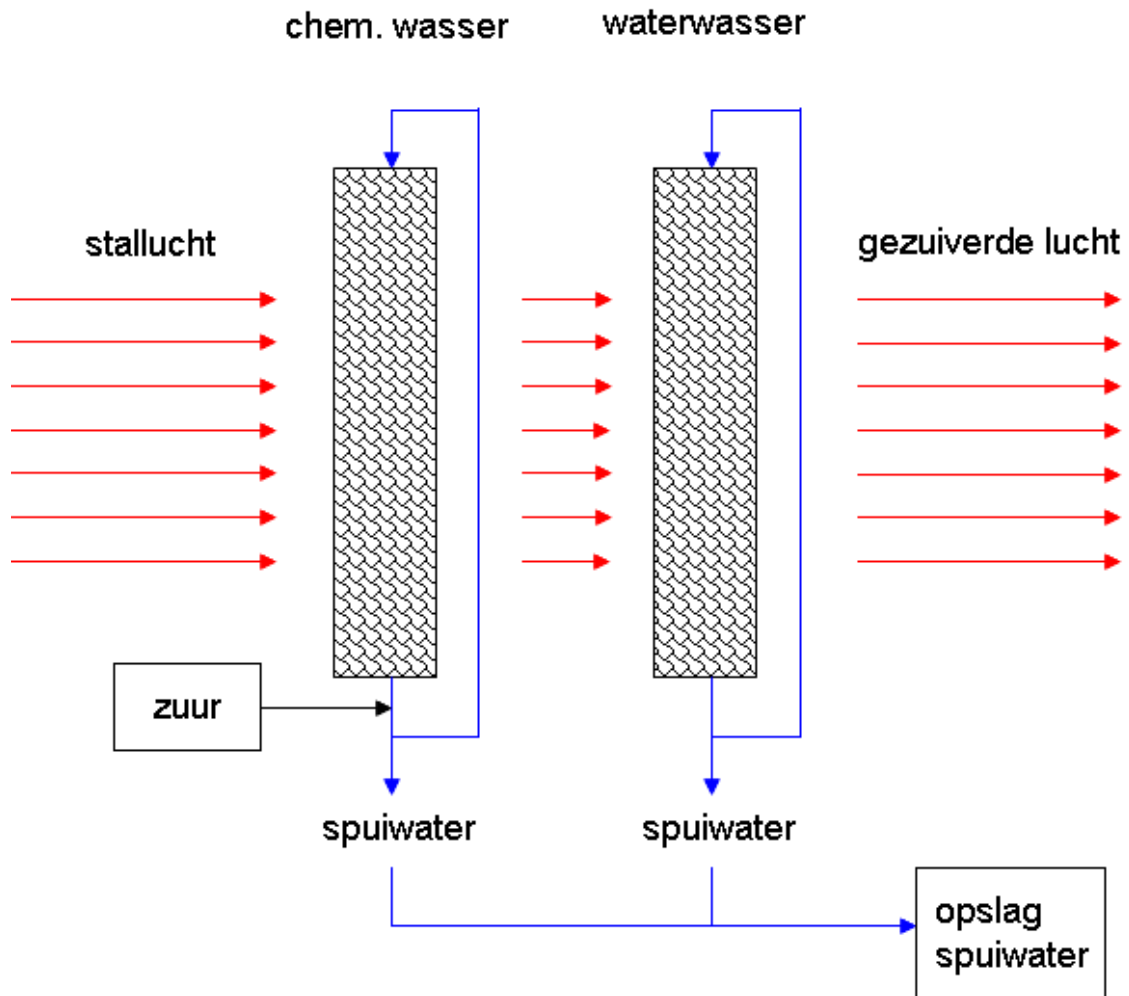 chem. wasser
waterwasser
stallucht
gezuiverde lucht
zuur
spuiwater
spuiwater
opslag
spuiwater